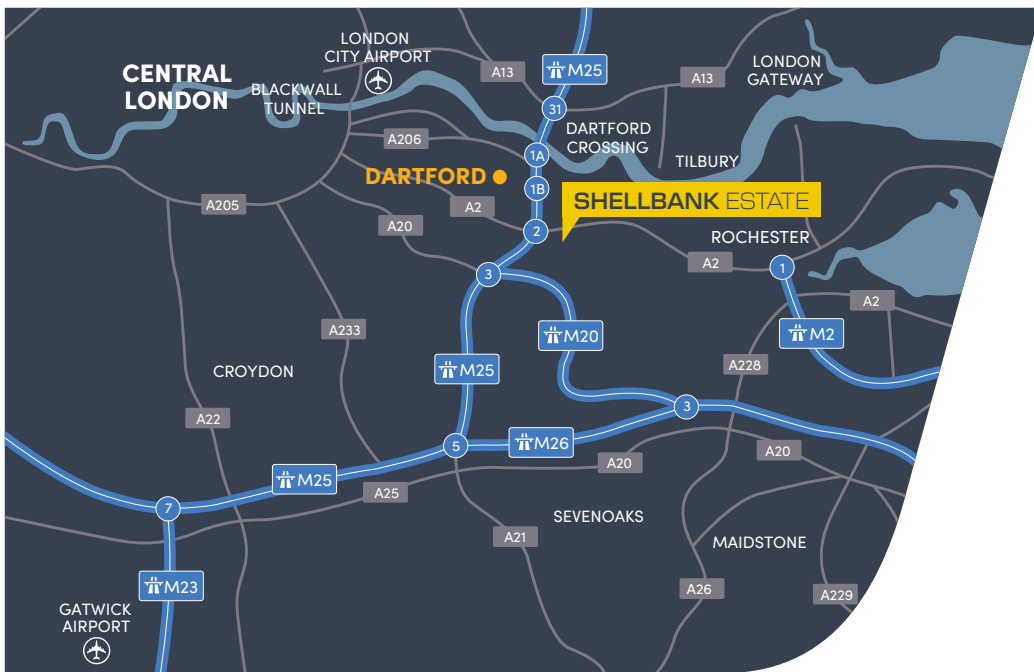 LONDON
CITY AIRPORT
A13
M25
A13
LONDON
GATEWAY
CENTRAL
LONDON
BLACKWALL
TUNNEL
31
DARTFORD
CROSSING
A206
1A
TILBURY
DARTFORD
1B
SHELLBANK ESTATE
A205
A2
A20
2
ROCHESTER
A2
1
3
A2
A233
M20
M2
CROYDON
M25
A228
A22
3
5
M26
A20
A20
M25
A25
7
SEVENOAKS
A21
MAIDSTONE
M23
A26
A229
GATWICK
AIRPORT